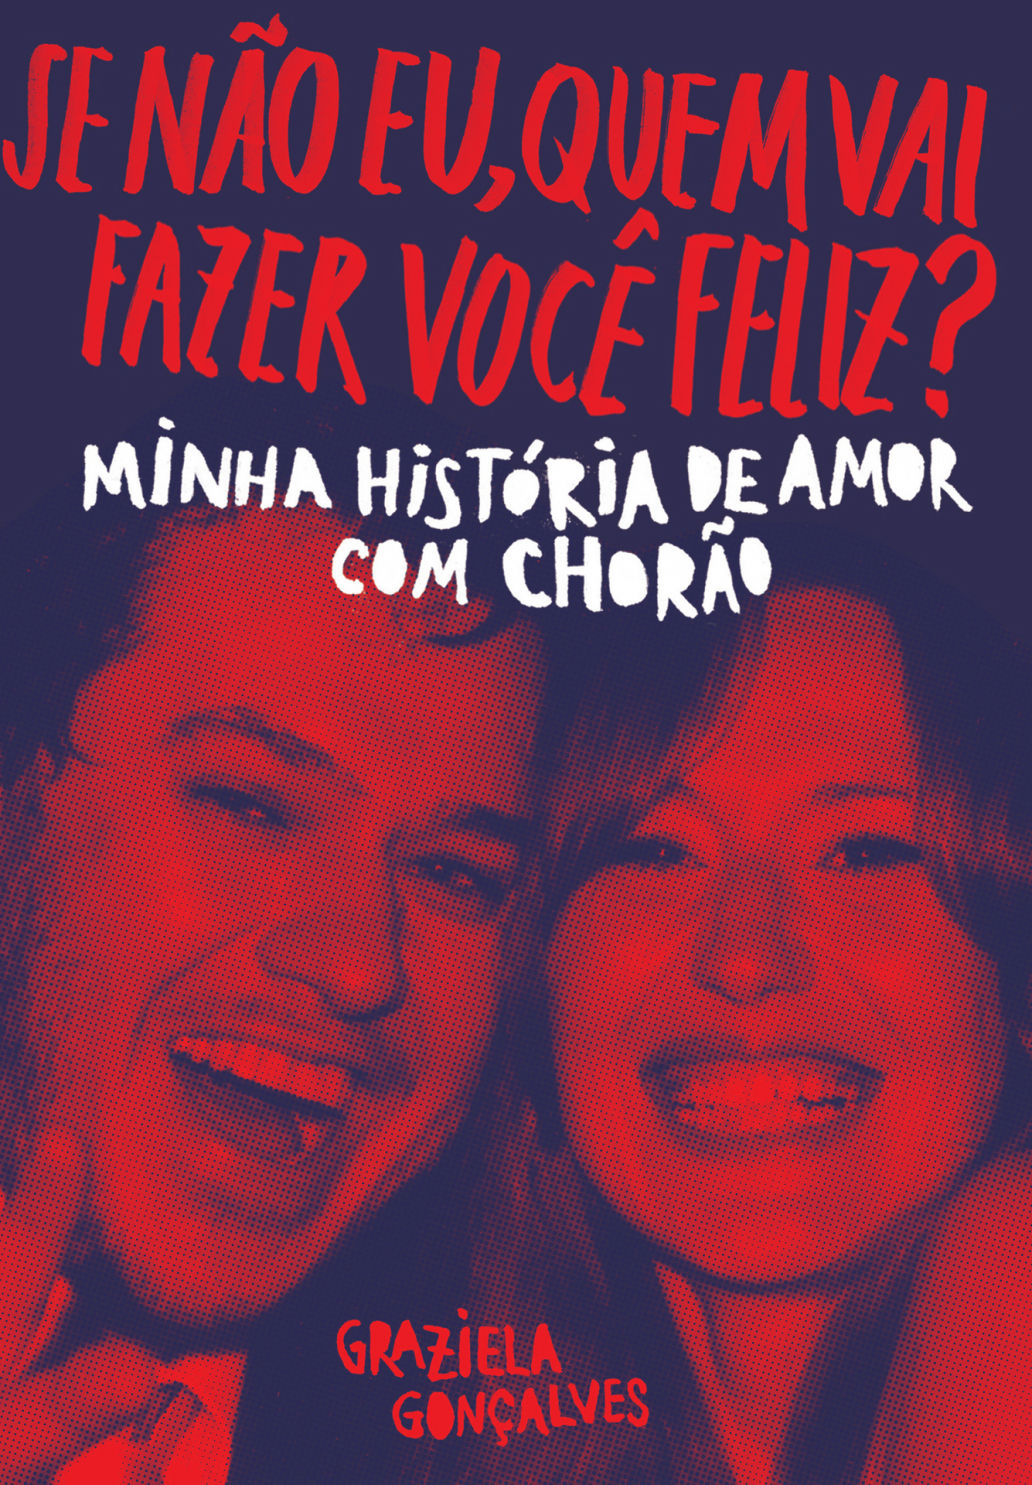 SE NÃO EU, QUEM VAI
FAZER VOCÊ FELIZ?
MINHA HISTÓRIA DE AMOR
COM CHORÃO
GRAZIELA
GONÇALVES